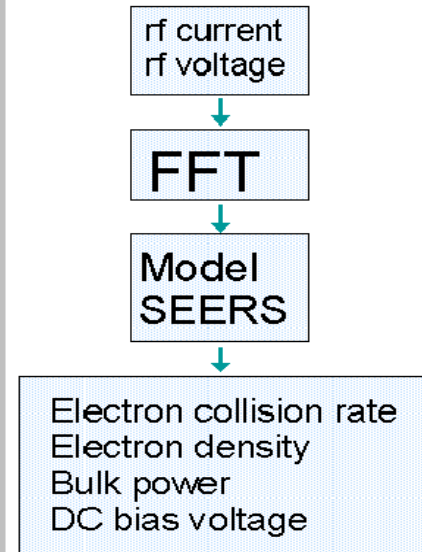 rf current
rf voltage
FFT
Model
SEERS
Electron collision rate
Electron density
Bulk power
DC bias voltage